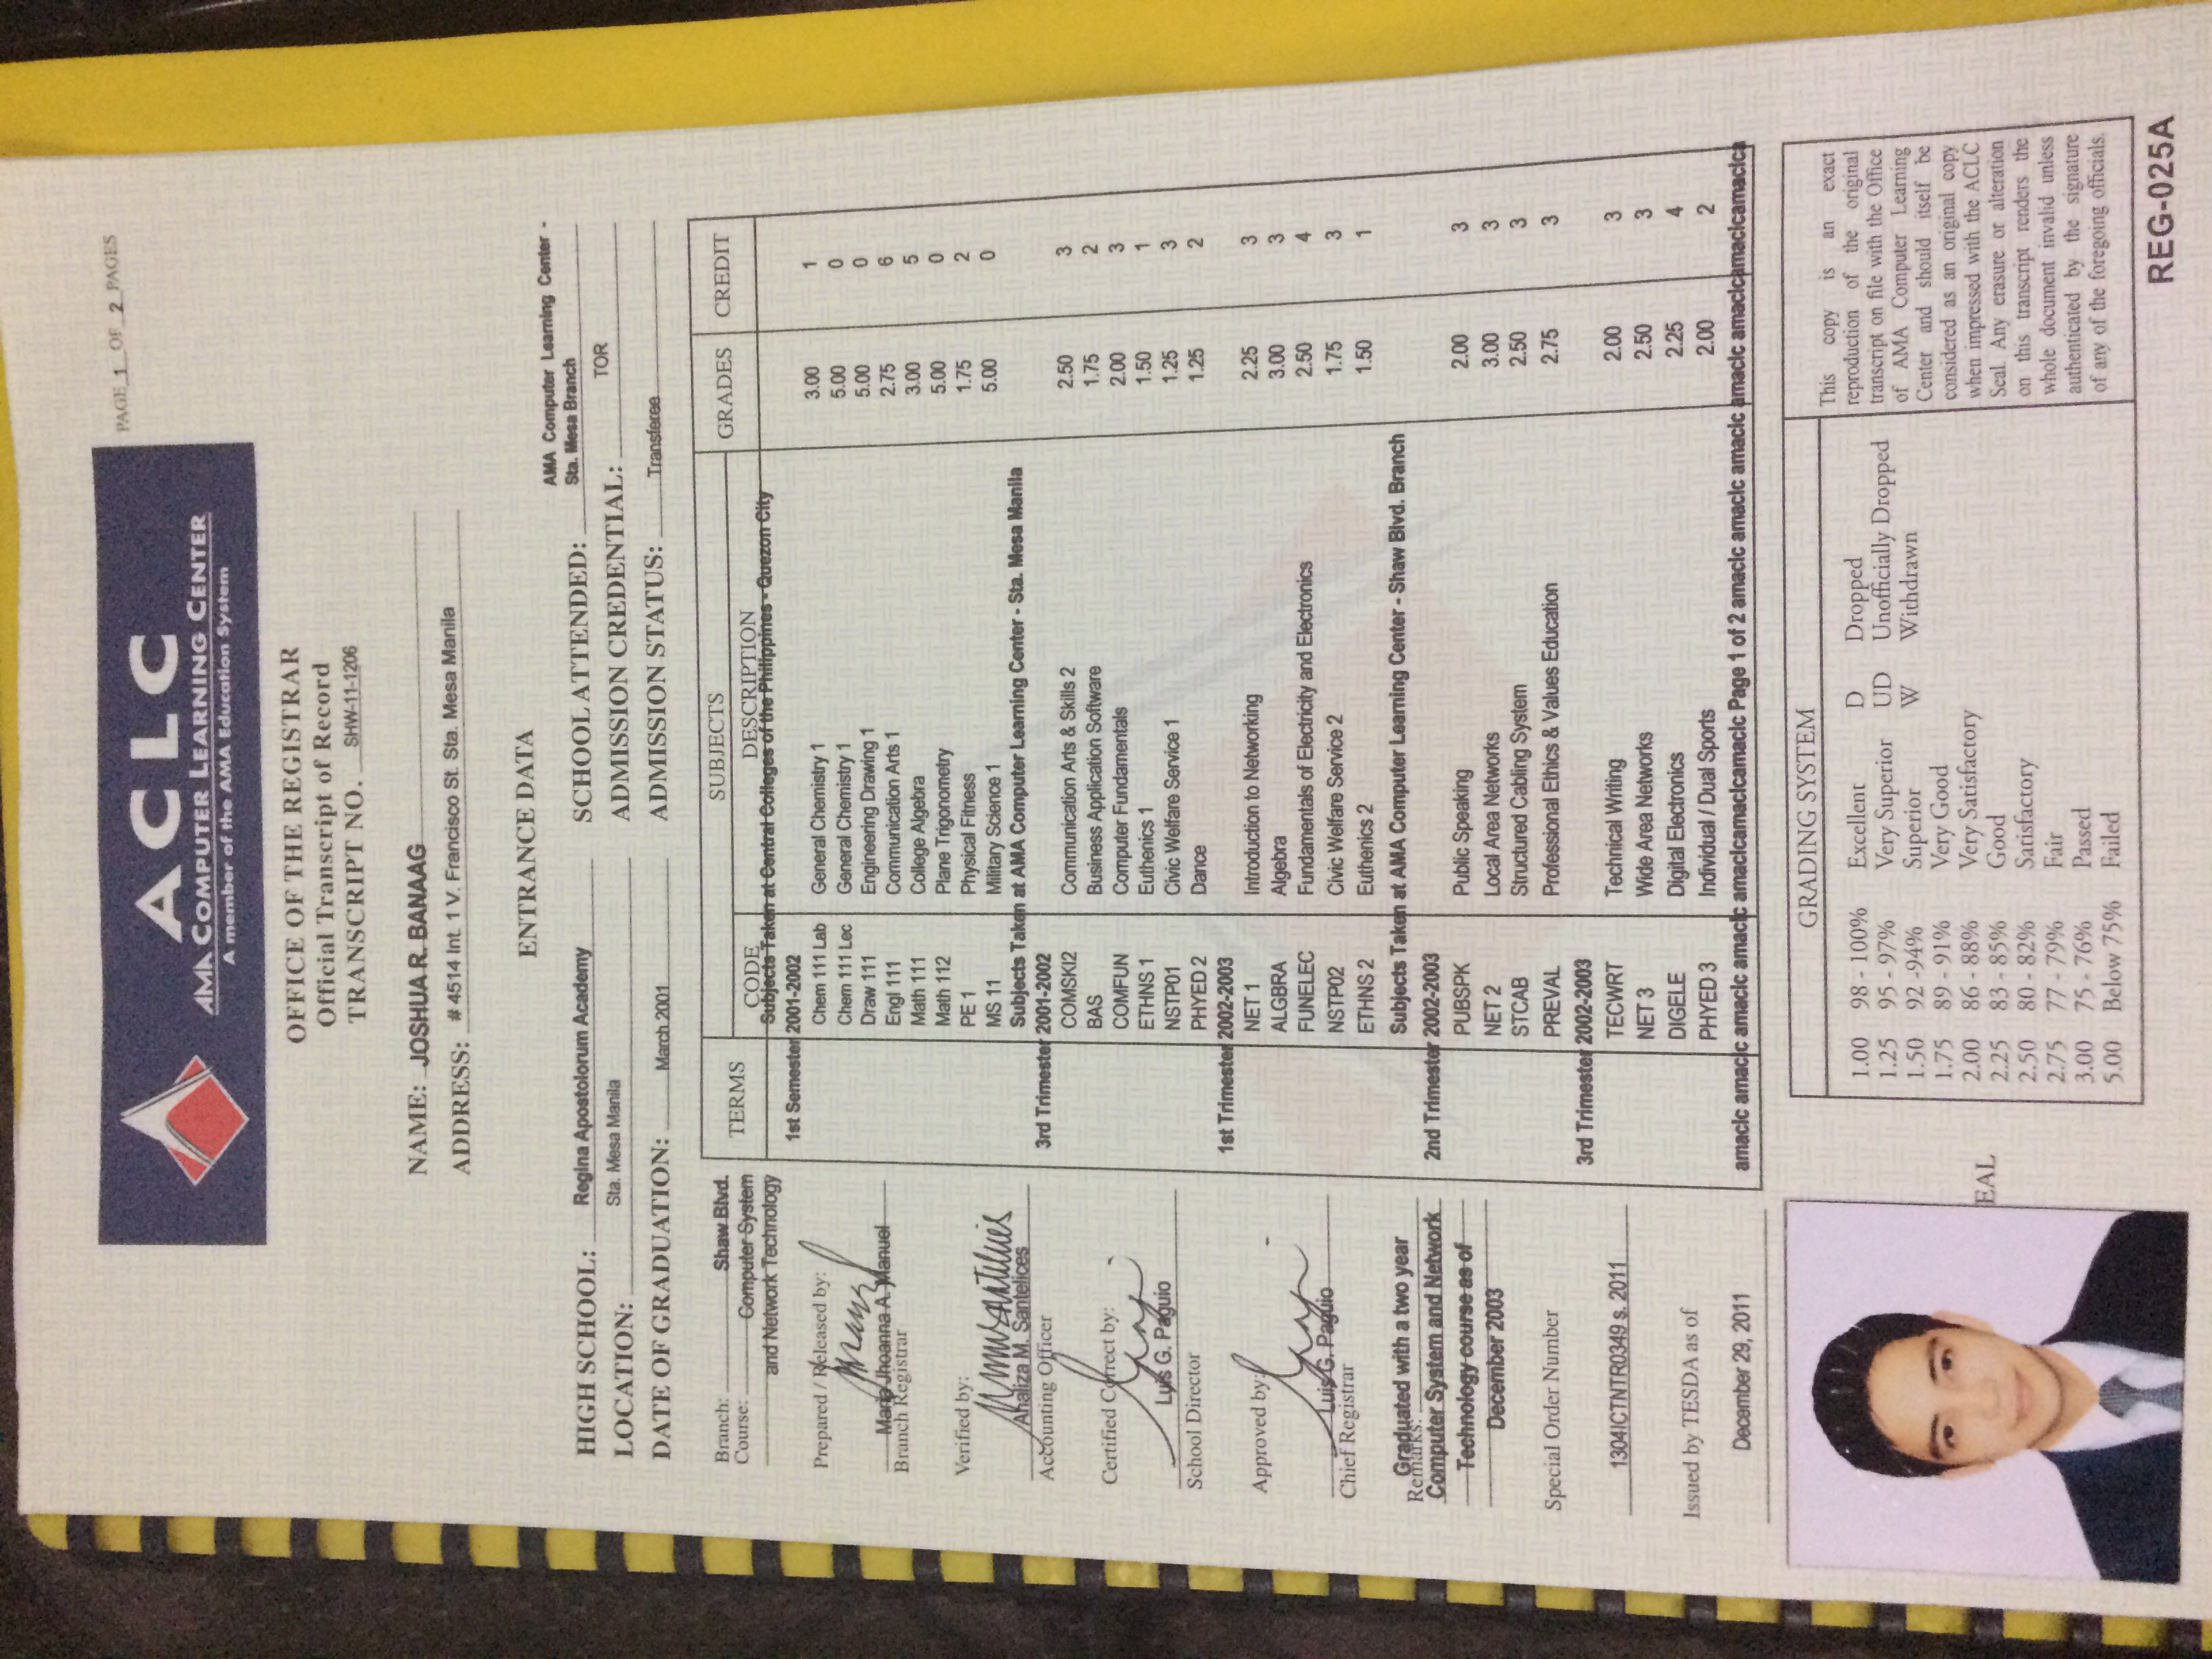 PAGE 1 OF 2 PAGES
ACLC
AMA COMPUTER LEARNING CENTER
A member of the AMA Education System
OFFICE OF THE REGISTRAR
Official Transcript of Record
TRANSCRIPT NO. SHW-11-1206
NAME: JOSHUA R. BANAAG
ADDRESS: # 4514 Int. 1 V. Francisco St. Sta. Mesa Manila
ENTRANCE DATA
HIGH SCHOOL: Regina Apostolorum Academy
LOCATION: Sta. Mesa Manila
DATE OF GRADUATION: March 2001
AMA Computer Learning Center -
SCHOOL ATTENDED: Sta. Mesa Branch
ADMISSION CREDENTIAL: TOR
ADMISSION STATUS: Transferee
Branch: Shaw Blvd.
Course: Computer System
and Network Technology
Prepared / Released by:
Maria Jhoanna A. Manuel
Branch Registrar
Verified by:
Analiza M. Santelices
Accounting Officer
Certified Correct by:
Luis G. Paguio
School Director
Approved by:
Luis G. Paguio
Chief Registrar
Remarks: Graduated with a two year
Computer System and Network
Technology course as of
December 2003
Special Order Number
1304ICTNTR0349 s. 2011
Issued by TESDA as of
December 29, 2011
TERMS SUBJECTS GRADES CREDIT
CODE DESCRIPTION
Subjects Taken at Central Colleges of the Philippines - Quezon City
1st Semester 2001-2002
Chem 111 Lab General Chemistry 1 3.00 1
Chem 111 Lec General Chemistry 1 5.00 0
Draw 111 Engineering Drawing 1 5.00 0
Engl 111 Communication Arts 1 2.75 6
Math 111 College Algebra 3.00 5
Math 112 Plane Trigonometry 5.00 0
PE 1 Physical Fitness 1.75 2
MS 11 Military Science 1 5.00 0
Subjects Taken at AMA Computer Learning Center - Sta. Mesa Manila
3rd Trimester 2001-2002
COMSKI2 Communication Arts & Skills 2 2.50 3
BAS Business Application Software 1.75 2
COMFUN Computer Fundamentals 2.00 3
ETHNS 1 Euthenics 1 1.50 1
NSTP01 Civic Welfare Service 1 1.25 3
PHYED 2 Dance 1.25 2
1st Trimester 2002-2003
NET 1 Introduction to Networking 2.25 3
ALGBRA Algebra 3.00 3
FUNELEC Fundamentals of Electricity and Electronics 2.50 4
NSTP02 Civic Welfare Service 2 1.75 3
ETHNS 2 Euthenics 2 1.50 1
Subjects Taken at AMA Computer Learning Center - Shaw Blvd. Branch
2nd Trimester 2002-2003
PUBSPK Public Speaking 2.00 3
NET 2 Local Area Networks 3.00 3
STCAB Structured Cabling System 2.50 3
PREVAL Professional Ethics & Values Education 2.75 3
3rd Trimester 2002-2003
TECWRT Technical Writing 2.00 3
NET 3 Wide Area Networks 2.50 3
DIGELE Digital Electronics 2.25 4
PHYED 3 Individual / Dual Sports 2.00 2
amaclc amaclc amaclc amaclc amaclcamaclcamaclc Page 1 of 2 amaclc amaclc amaclc amaclc amaclcamaclcamaclca
EAL
GRADING SYSTEM
1.00 98 - 100% Excellent D Dropped
1.25 95 - 97% Very Superior UD Unofficially Dropped
1.50 92 -94% Superior W Withdrawn
1.75 89 - 91% Very Good
2.00 86 - 88% Very Satisfactory
2.25 83 - 85% Good
2.50 80 - 82% Satisfactory
2.75 77 - 79% Fair
3.00 75 - 76% Passed
5.00 Below 75% Failed
This copy is an exact
reproduction of the original
transcript on file with the Office
of AMA Computer Learning
Center and should itself be
considered as an original copy
when impressed with the ACLC
Seal. Any erasure or alteration
on this transcript renders the
whole document invalid unless
authenticated by the signature
of any of the foregoing officials.
REG-025A